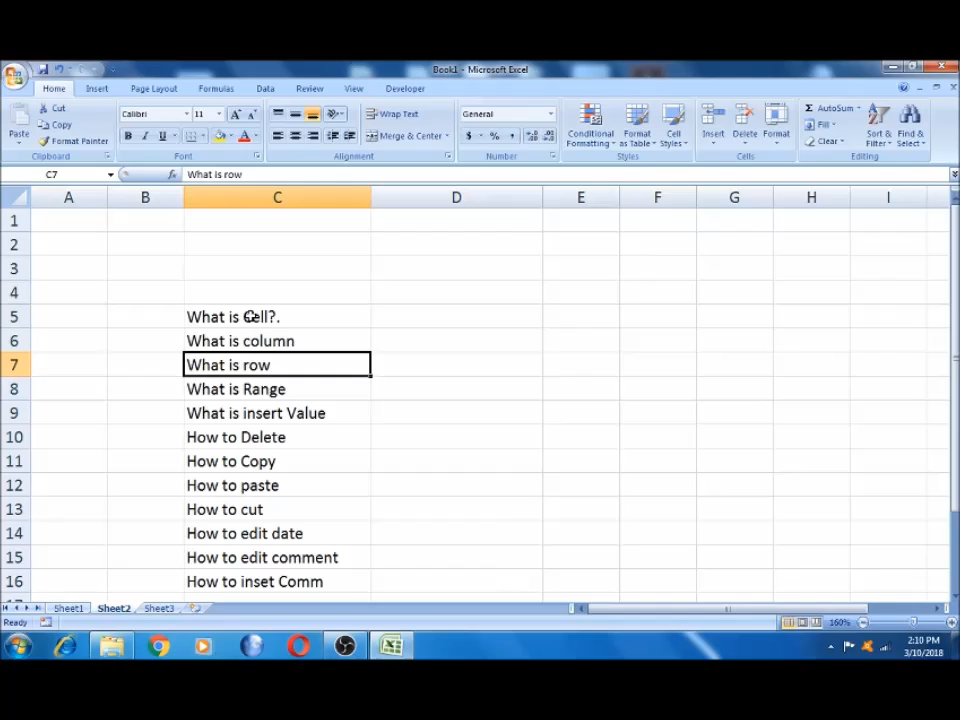 Book1 - Microsoft Excel
Home Insert Page Layout Formulas Data Review View Developer
Cut
Copy
Format Painter
Paste
Clipboard
Calibri 11
B I U
Font
Wrap Text
Merge & Center
Alignment
General
$ % ,
Number
Conditional Formatting
Format as Table
Cell Styles
Styles
Insert Delete Format
Cells
AutoSum
Fill
Clear
Sort & Filter
Find & Select
Editing
C7 fx What is row
A B C D E F G H I
1
2
3
4
5 What is Cell?.
6 What is column
7 What is row
8 What is Range
9 What is insert Value
10 How to Delete
11 How to Copy
12 How to paste
13 How to cut
14 How to edit date
15 How to edit comment
16 How to inset Comm
Sheet1 Sheet2 Sheet3
Ready 160%
2:10 PM
3/10/2018